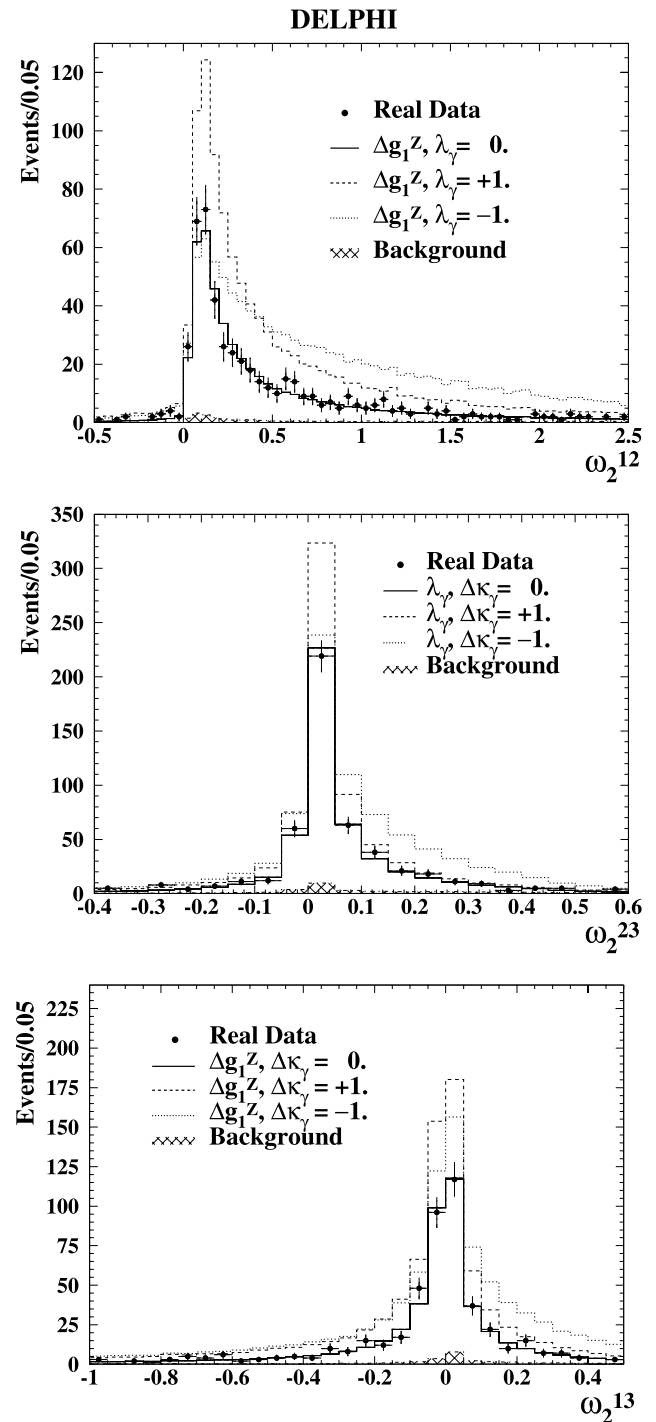 DELPHI
Events/0.05
120
100
80
60
40
20
0
-0.5 0 0.5 1 1.5 2 2.5
ω₂¹²
Real Data
Δg₁ᶻ, λᵧ= 0.
Δg₁ᶻ, λᵧ= +1.
Δg₁ᶻ, λᵧ= –1.
Background
Events/0.05
350
300
250
200
150
100
50
0
-0.4 -0.3 -0.2 -0.1 0 0.1 0.2 0.3 0.4 0.5 0.6
ω₂²³
Real Data
λᵧ, Δκᵧ= 0.
λᵧ, Δκᵧ= +1.
λᵧ, Δκᵧ= –1.
Background
Events/0.05
225
200
175
150
125
100
75
50
25
0
-1 -0.8 -0.6 -0.4 -0.2 0 0.2 0.4
ω₂¹³
Real Data
Δg₁ᶻ, Δκᵧ = 0.
Δg₁ᶻ, Δκᵧ = +1.
Δg₁ᶻ, Δκᵧ = –1.
Background